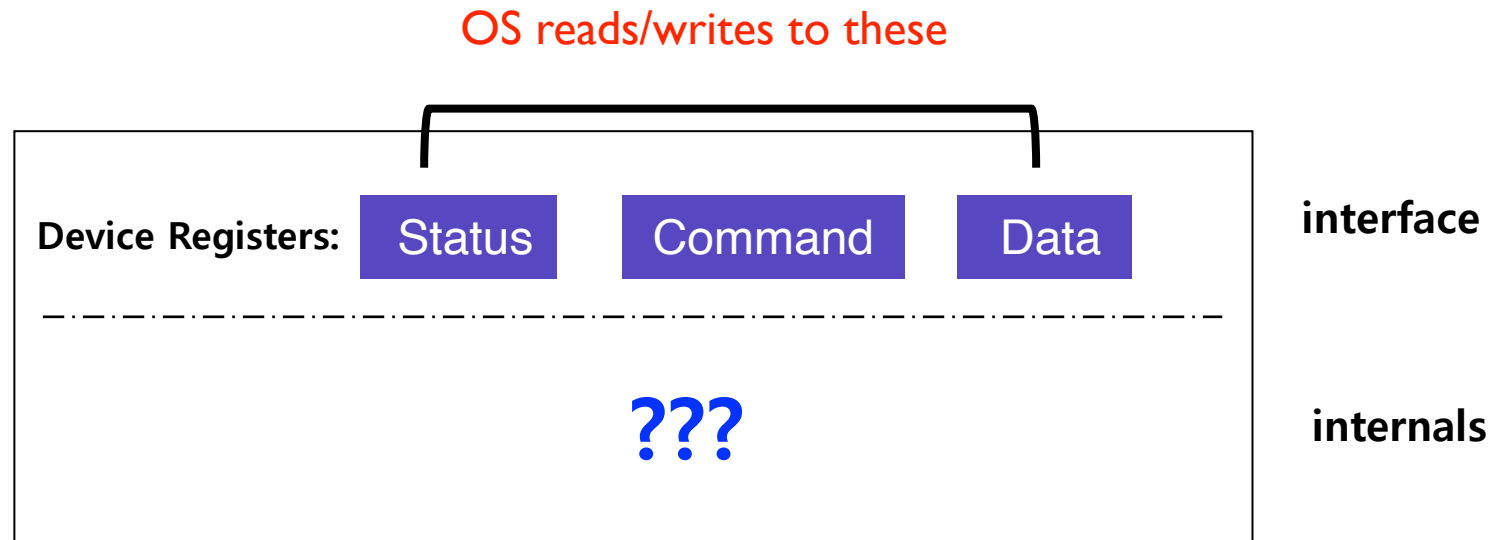 OS reads/writes to these
Device Registers: Status Command Data interface
??? internals